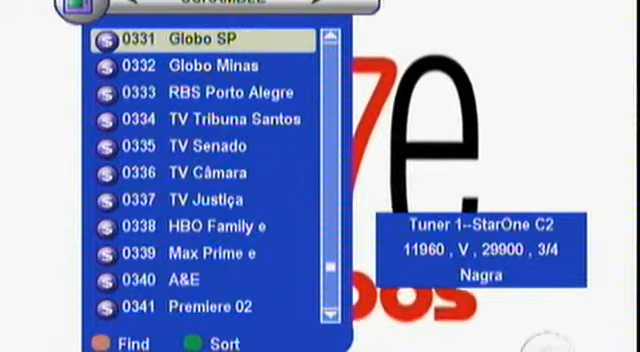 SCRAMBLE
0331 Globo SP
0332 Globo Minas
0333 RBS Porto Alegre
0334 TV Tribuna Santos
0335 TV Senado
0336 TV Câmara
0337 TV Justiça
0338 HBO Family e
0339 Max Prime e
0340 A&E
0341 Premiere 02
Find Sort
7e
Tuner 1--StarOne C2
11960 , V , 29900 , 3/4
Nagra